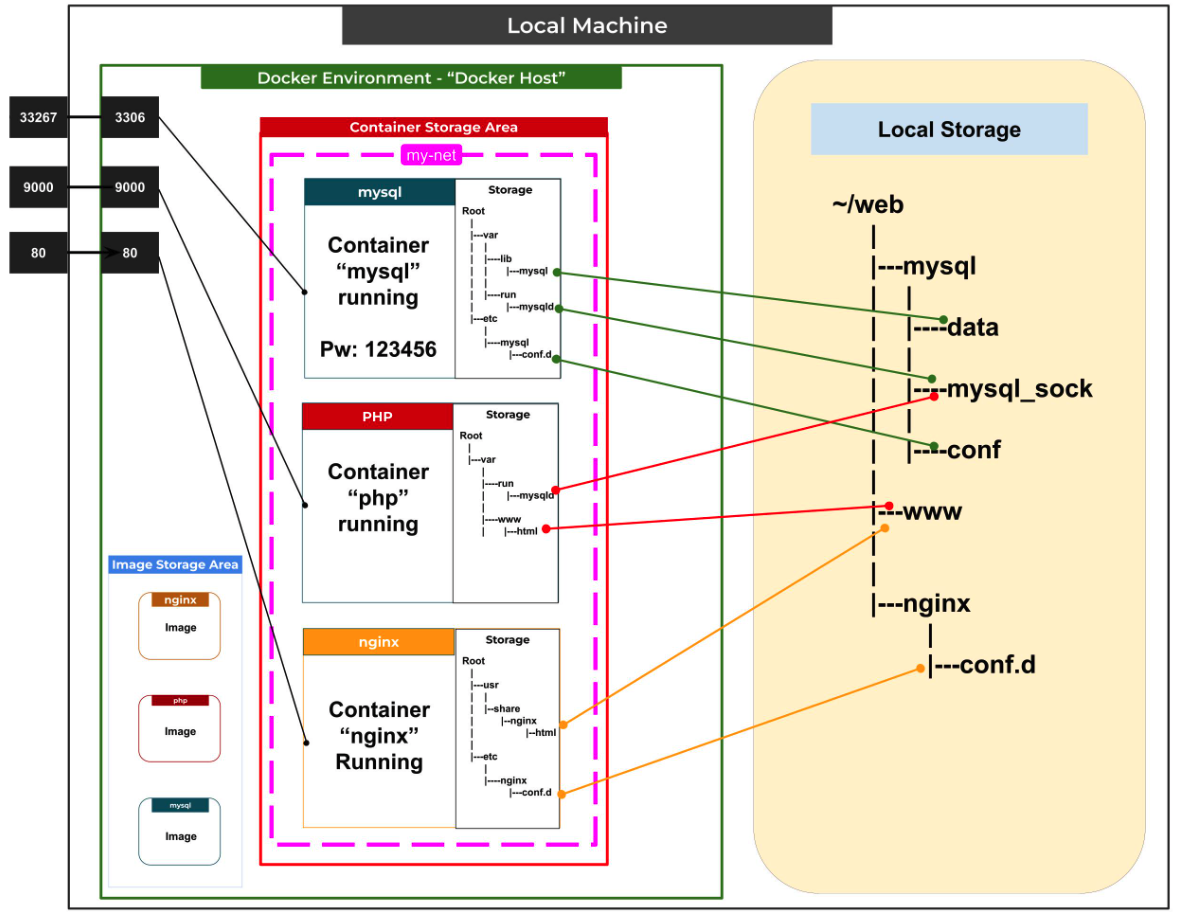 Local Machine
Docker Environment - “Docker Host”
33267
3306
9000
9000
80
80
Container Storage Area
my-net
mysql
Container
“mysql”
running
Pw: 123456
Storage
Root
|---var
|----lib
|---mysql
|----run
|---mysqld
|---etc
|----mysql
|---conf.d
PHP
Container
“php”
running
Storage
Root
|---var
|----run
|---mysqld
|----www
|---html
nginx
Container
“nginx”
Running
Storage
Root
|---usr
|--share
|--nginx
|--html
|---etc
|----nginx
|---conf.d
Image Storage Area
nginx
Image
php
Image
mysql
Image
Local Storage
~/web
|---mysql
|----data
|----mysql_sock
|----conf
|---www
|---nginx
|---conf.d